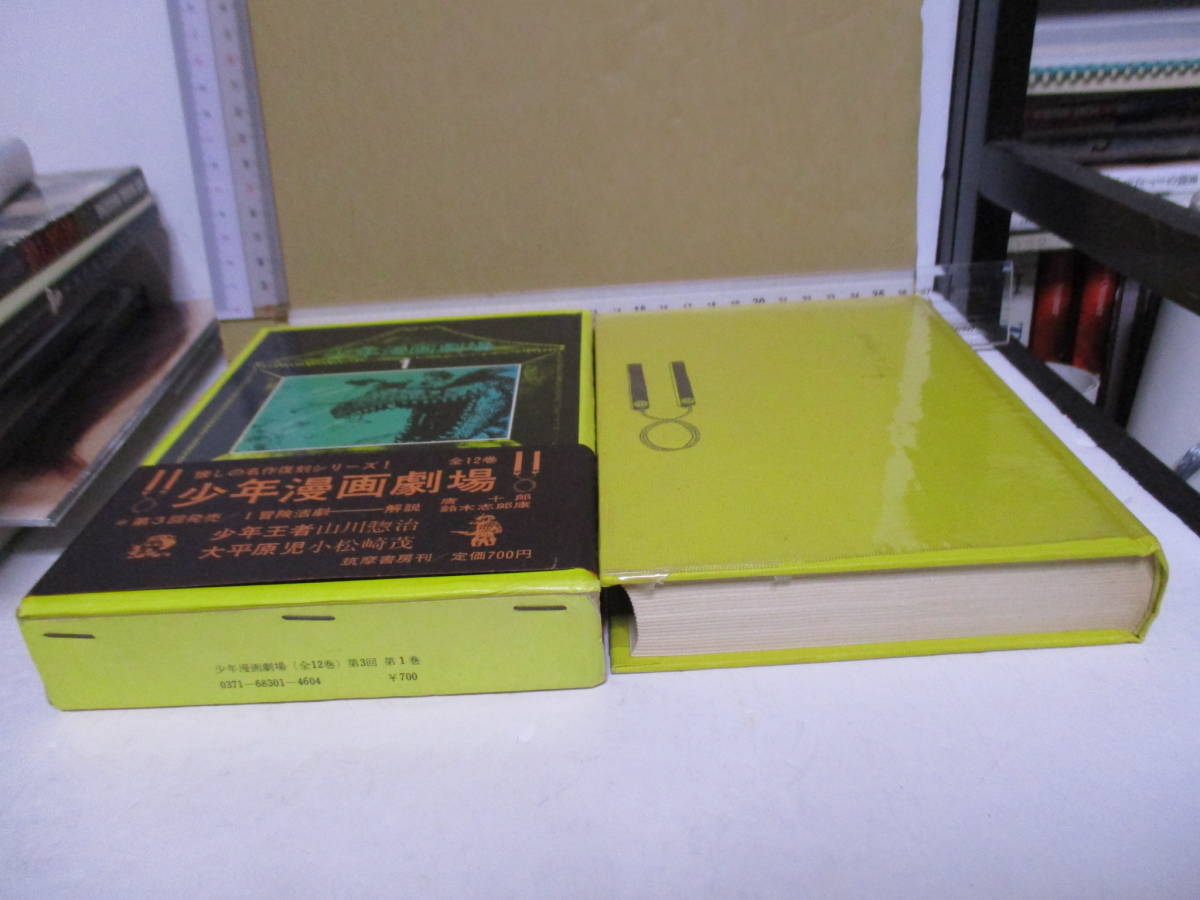 1
懐しの名作復刻シリーズ！
全12巻
!!少年漫画劇場!!
●第3回発売
1冒険活劇——解説
唐十郎
鈴木志郎康
少年王者山川惣治
大平原児小松崎茂
筑摩書房刊／定価700円
少年漫画劇場（全12巻）第3回 第1巻
0371—68301—4604
￥700